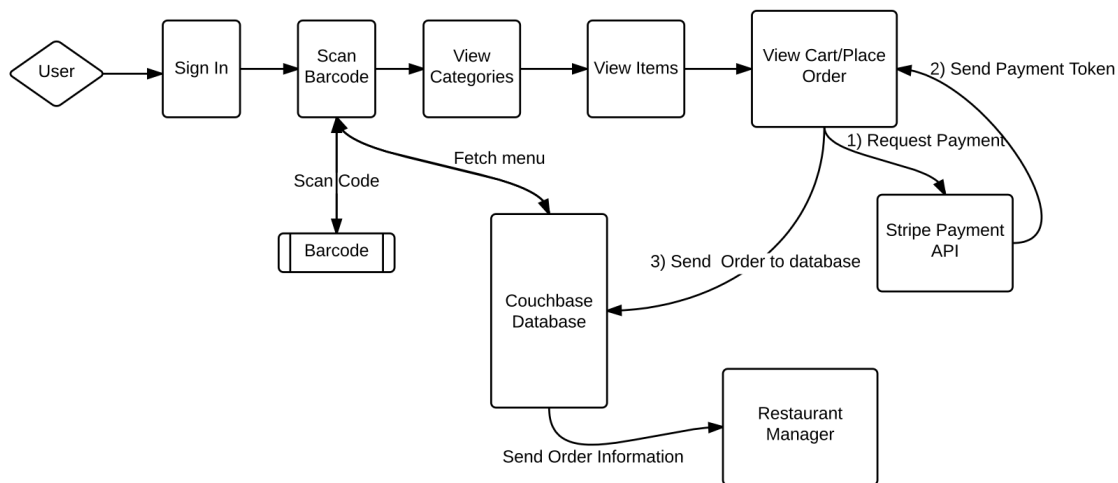 User
Sign In
Scan
Barcode
View
Categories
View Items
View Cart/Place
Order
2) Send Payment Token
1) Request Payment
Fetch menu
Scan Code
Stripe Payment
API
Barcode
3) Send  Order to database
Couchbase
Database
Restaurant
Manager
Send Order Information